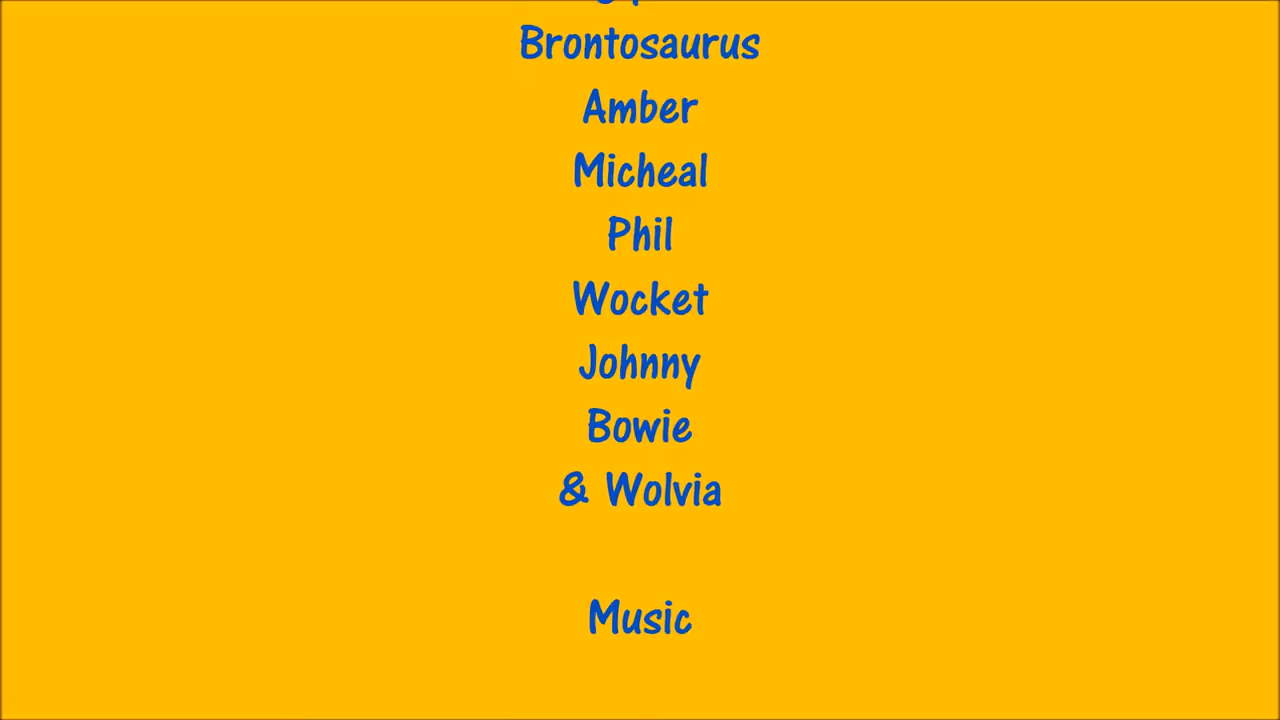 Brontosaurus
Amber
Micheal
Phil
Wocket
Johnny
Bowie
& Wolvia
Music